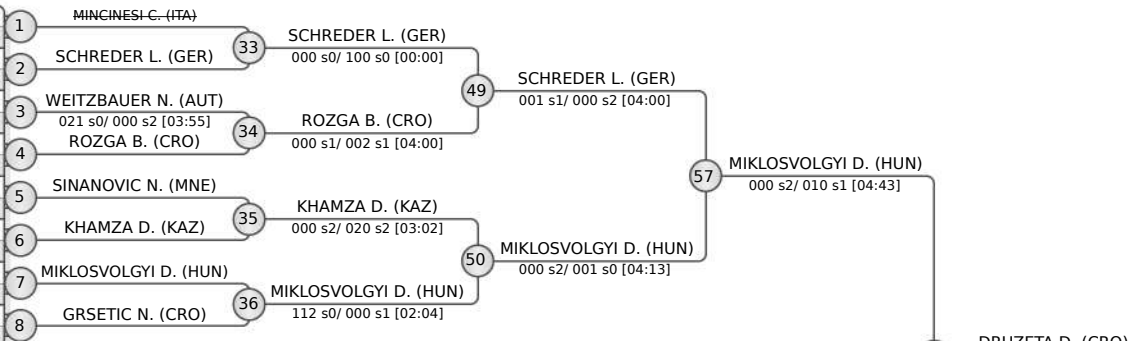 1
MINCINESI C. (ITA)
2
SCHREDER L. (GER)
33
SCHREDER L. (GER)
000 s0/ 100 s0 [00:00]
3
WEITZBAUER N. (AUT)
021 s0/ 000 s2 [03:55]
4
ROZGA B. (CRO)
34
ROZGA B. (CRO)
000 s1/ 002 s1 [04:00]
49
SCHREDER L. (GER)
001 s1/ 000 s2 [04:00]
5
SINANOVIC N. (MNE)
6
KHAMZA D. (KAZ)
35
KHAMZA D. (KAZ)
000 s2/ 020 s2 [03:02]
7
MIKLOSVOLGYI D. (HUN)
8
GRSETIC N. (CRO)
36
MIKLOSVOLGYI D. (HUN)
112 s0/ 000 s1 [02:04]
50
MIKLOSVOLGYI D. (HUN)
000 s2/ 001 s0 [04:13]
57
MIKLOSVOLGYI D. (HUN)
000 s2/ 010 s1 [04:43]
DRUZETA D. (CRO)